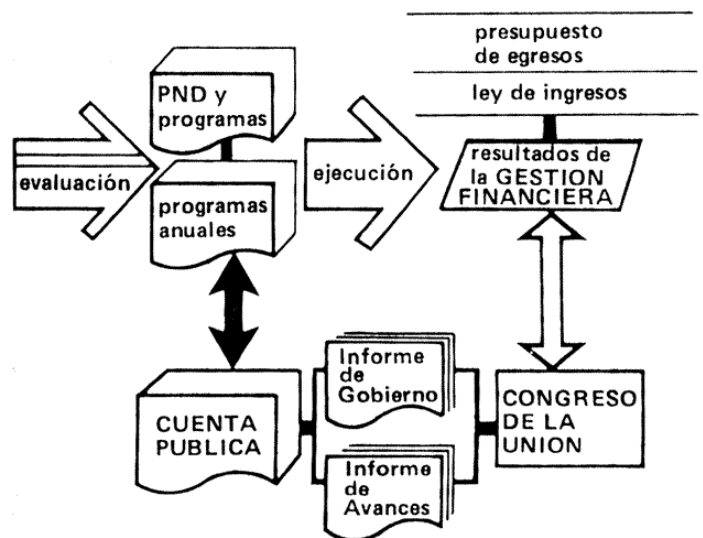 presupuesto
de egresos
ley de ingresos
PND y
programas
evaluación
programas
anuales
ejecución
resultados de
la GESTION
FINANCIERA
CUENTA
PUBLICA
Informe
de
Gobierno
Informe
de
Avances
CONGRESO
DE LA
UNION